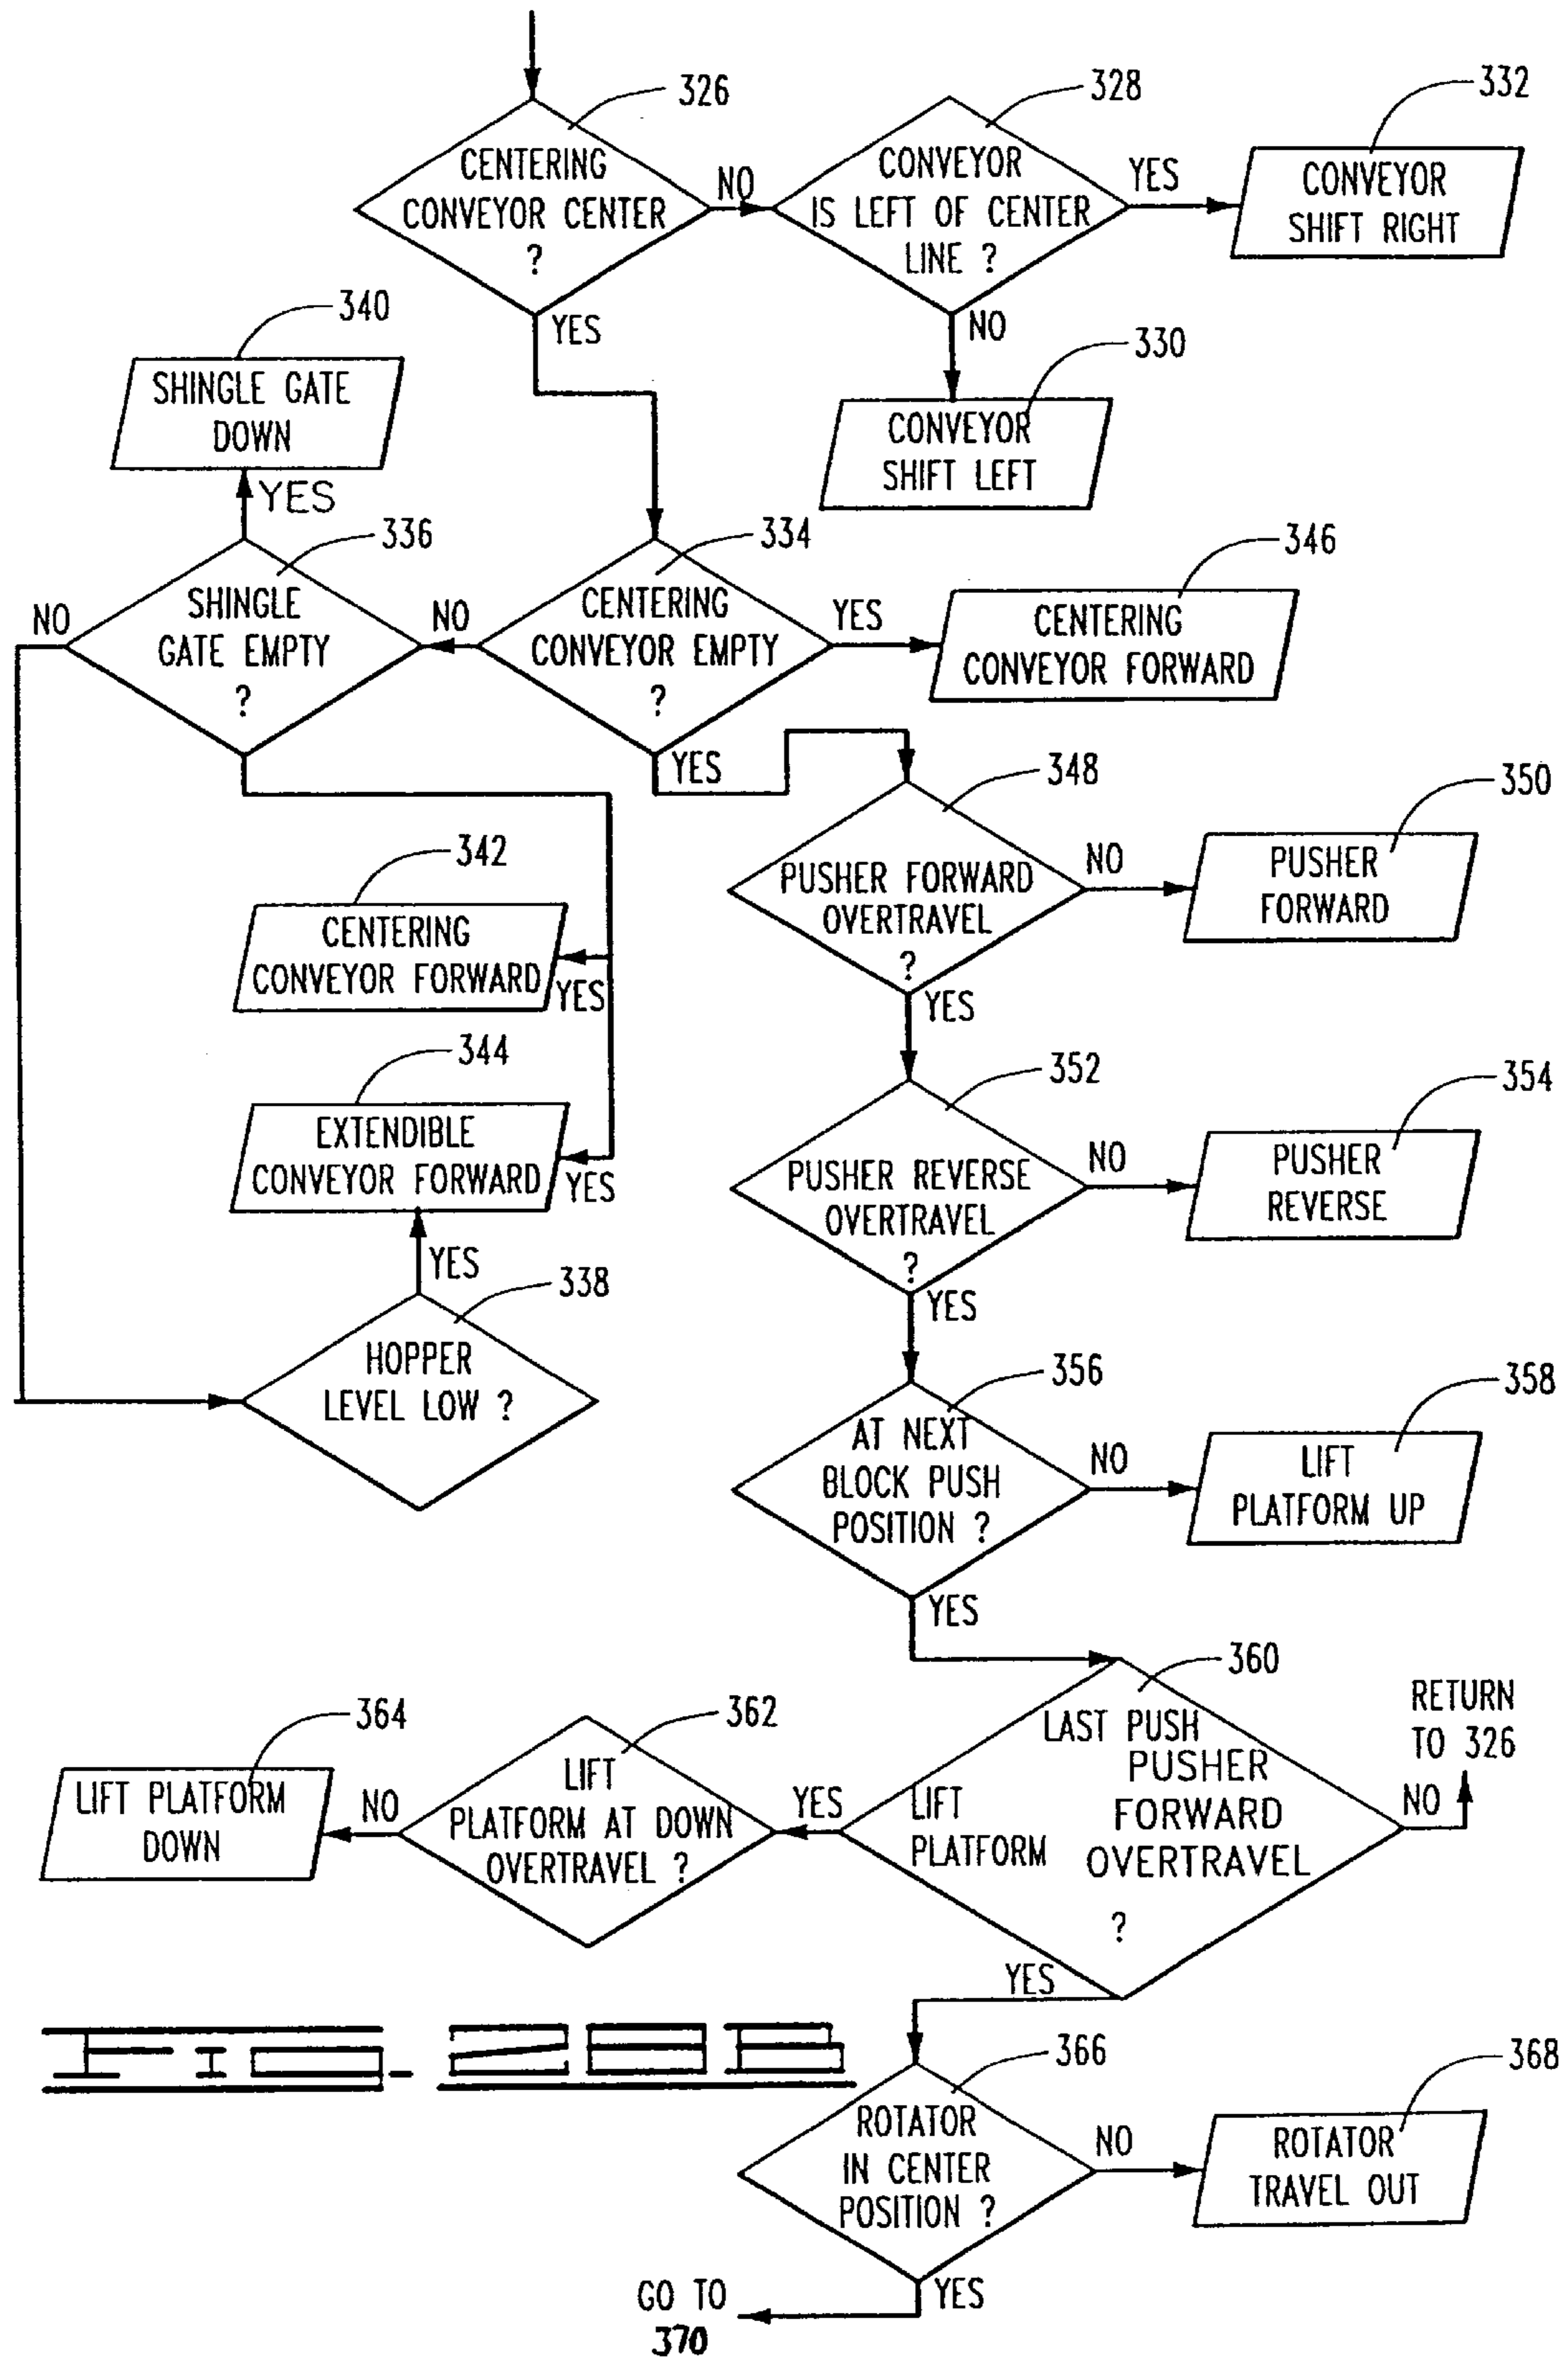 326
CENTERING
CONVEYOR CENTER
?
NO
YES
328
CONVEYOR
IS LEFT OF CENTER
LINE ?
YES
NO
332
CONVEYOR
SHIFT RIGHT
330
CONVEYOR
SHIFT LEFT
340
SHINGLE GATE
DOWN
YES
336
SHINGLE
GATE EMPTY
?
NO
NO
334
CENTERING
CONVEYOR EMPTY
?
YES
YES
346
CENTERING
CONVEYOR FORWARD
342
CENTERING
CONVEYOR FORWARD
YES
344
EXTENDIBLE
CONVEYOR FORWARD
YES
YES
338
HOPPER
LEVEL LOW ?
348
PUSHER FORWARD
OVERTRAVEL
?
NO
YES
350
PUSHER
FORWARD
352
PUSHER REVERSE
OVERTRAVEL
?
NO
YES
354
PUSHER
REVERSE
356
AT NEXT
BLOCK PUSH
POSITION ?
NO
YES
358
LIFT
PLATFORM UP
360
LAST PUSH
PUSHER
FORWARD
OVERTRAVEL
LIFT
PLATFORM
?
NO
RETURN
TO 326
YES
362
LIFT
PLATFORM AT DOWN
OVERTRAVEL ?
NO
364
LIFT PLATFORM
DOWN
YES
366
ROTATOR
IN CENTER
POSITION ?
NO
368
ROTATOR
TRAVEL OUT
YES
GO TO
370